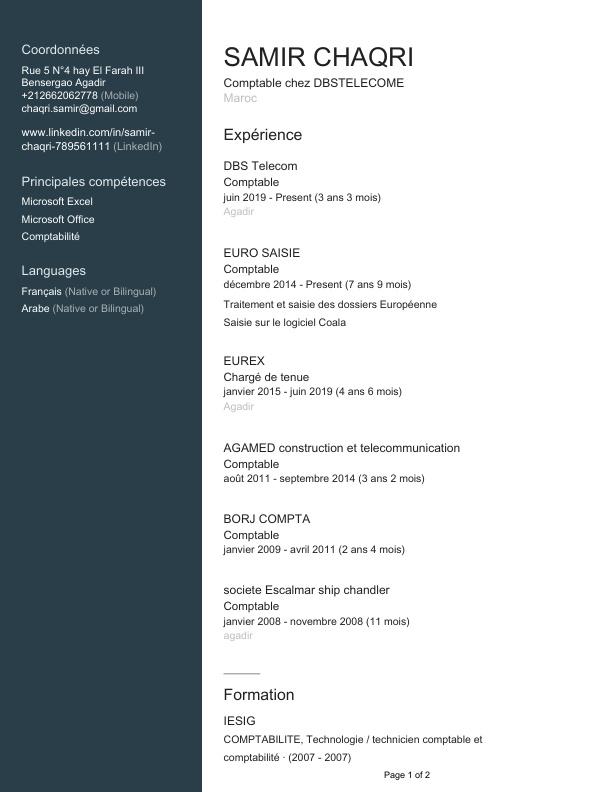 Coordonnées
Rue 5 N°4 hay El Farah III
Bensergao Agadir
+212662062778 (Mobile)
chaqri.samir@gmail.com
www.linkedin.com/in/samir-
chaqri-789561111 (LinkedIn)
Principales compétences
Microsoft Excel
Microsoft Office
Comptabilité
Languages
Français (Native or Bilingual)
Arabe (Native or Bilingual)
SAMIR CHAQRI
Comptable chez DBSTELECOME
Maroc
Expérience
DBS Telecom
Comptable
juin 2019 - Present (3 ans 3 mois)
Agadir
EURO SAISIE
Comptable
décembre 2014 - Present (7 ans 9 mois)
Traitement et saisie des dossiers Européenne
Saisie sur le logiciel Coala
EUREX
Chargé de tenue
janvier 2015 - juin 2019 (4 ans 6 mois)
Agadir
AGAMED construction et telecommunication
Comptable
août 2011 - septembre 2014 (3 ans 2 mois)
BORJ COMPTA
Comptable
janvier 2009 - avril 2011 (2 ans 4 mois)
societe Escalmar ship chandler
Comptable
janvier 2008 - novembre 2008 (11 mois)
agadir
Formation
IESIG
COMPTABILITE, Technologie / technicien comptable et
comptabilité · (2007 - 2007)
Page 1 of 2